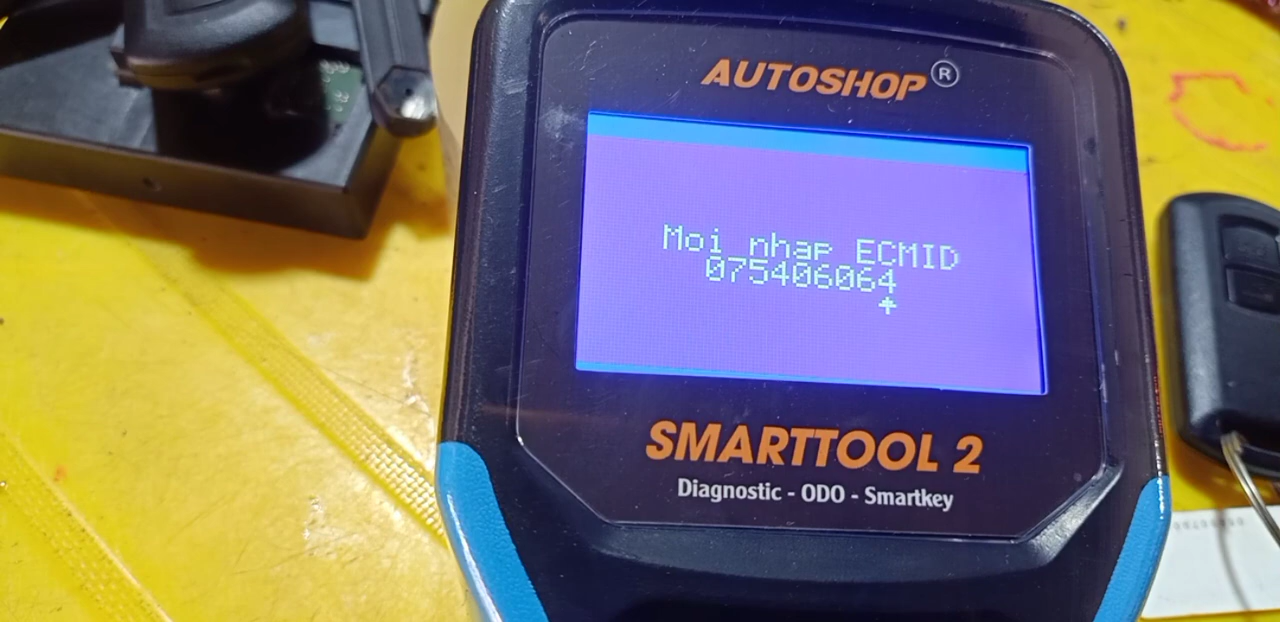 AUTOSHOP ®
Moi nhap ECMID
075406064
SMARTTOOL 2
Diagnostic - ODO - Smartkey